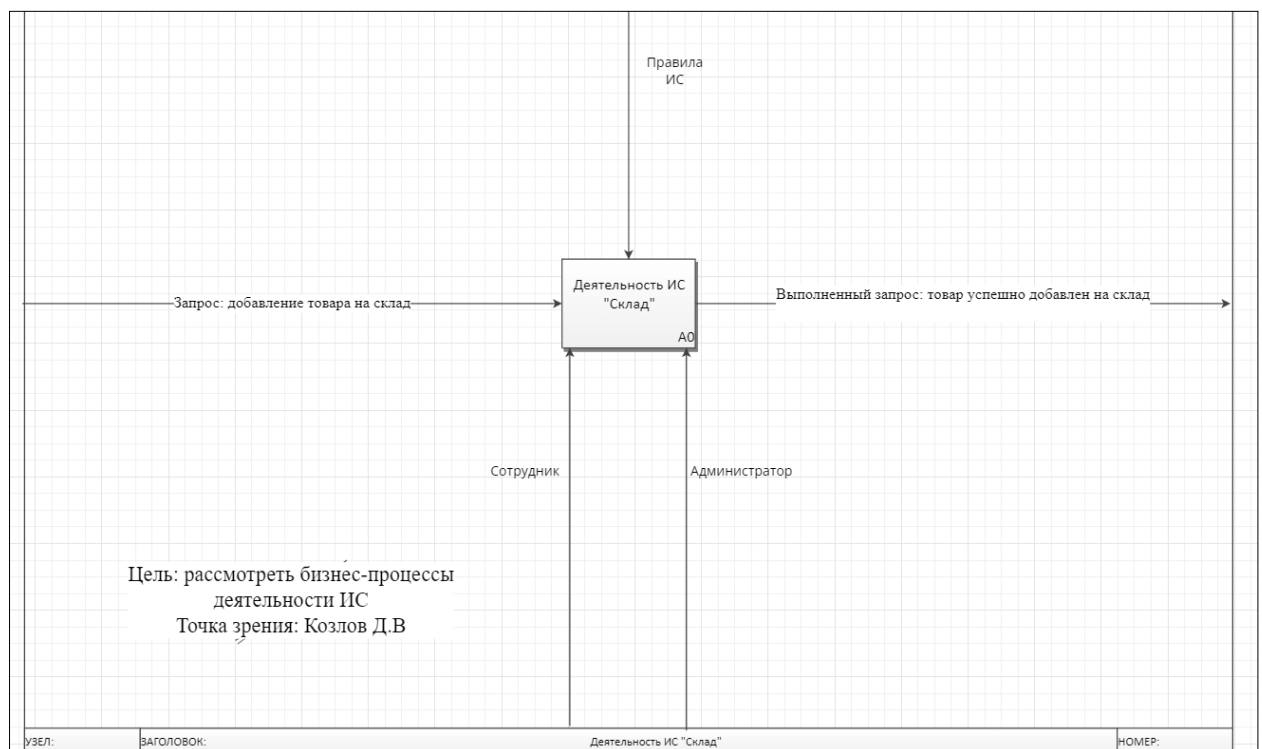 Правила
ИС
Деятельность ИС
"Склад"
A0
Запрос: добавление товара на склад
Выполненный запрос: товар успешно добавлен на склад
Сотрудник
Администратор
Цель: рассмотреть бизнес-процессы
деятельности ИС
Точка зрения: Козлов Д.В
УЗЕЛ:
ЗАГОЛОВОК:
Деятельность ИС "Склад"
НОМЕР: